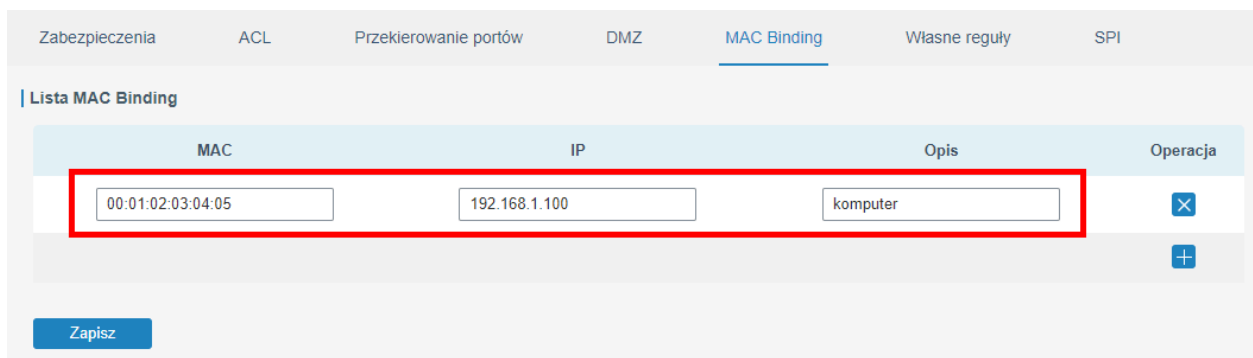 Zabezpieczenia ACL Przekierowanie portów DMZ MAC Binding Własne reguły SPI
Lista MAC Binding
MAC IP Opis Operacja
00:01:02:03:04:05 192.168.1.100 komputer
Zapisz